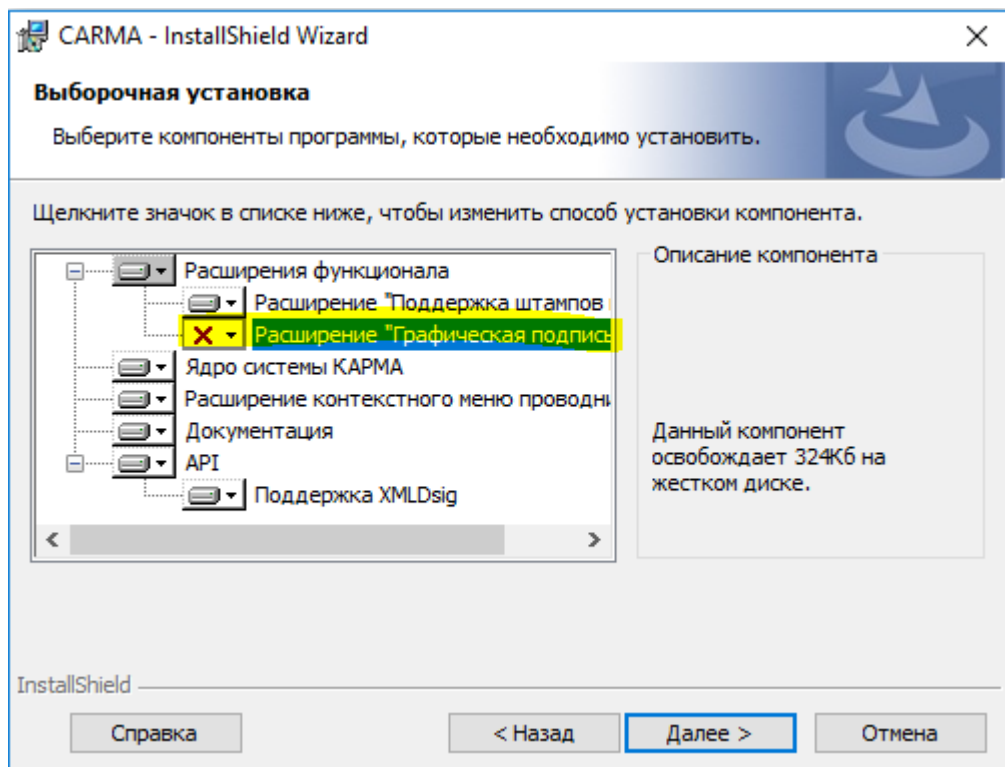 CARMA - InstallShield Wizard
Выборочная установка
Выберите компоненты программы, которые необходимо установить.
Щелкните значок в списке ниже, чтобы изменить способ установки компонента.
Расширения функционала
Расширение "Поддержка штампов
Расширение "Графическая подпись
Ядро системы КАРМА
Расширение контекстного меню
Документация
API
Поддержка XMLDsig
Описание компонента
Данный компонент
освобождает 324Кб на
жестком диске.
InstallShield
Справка
< Назад
Далее >
Отмена